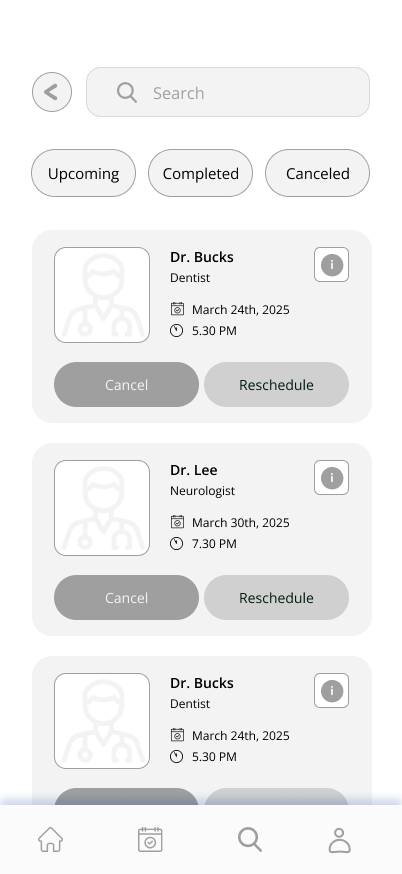 Search
Upcoming
Completed
Canceled
Dr. Bucks
Dentist
March 24th, 2025
5.30 PM
Cancel
Reschedule
Dr. Lee
Neurologist
March 30th, 2025
7.30 PM
Cancel
Reschedule
Dr. Bucks
Dentist
March 24th, 2025
5.30 PM